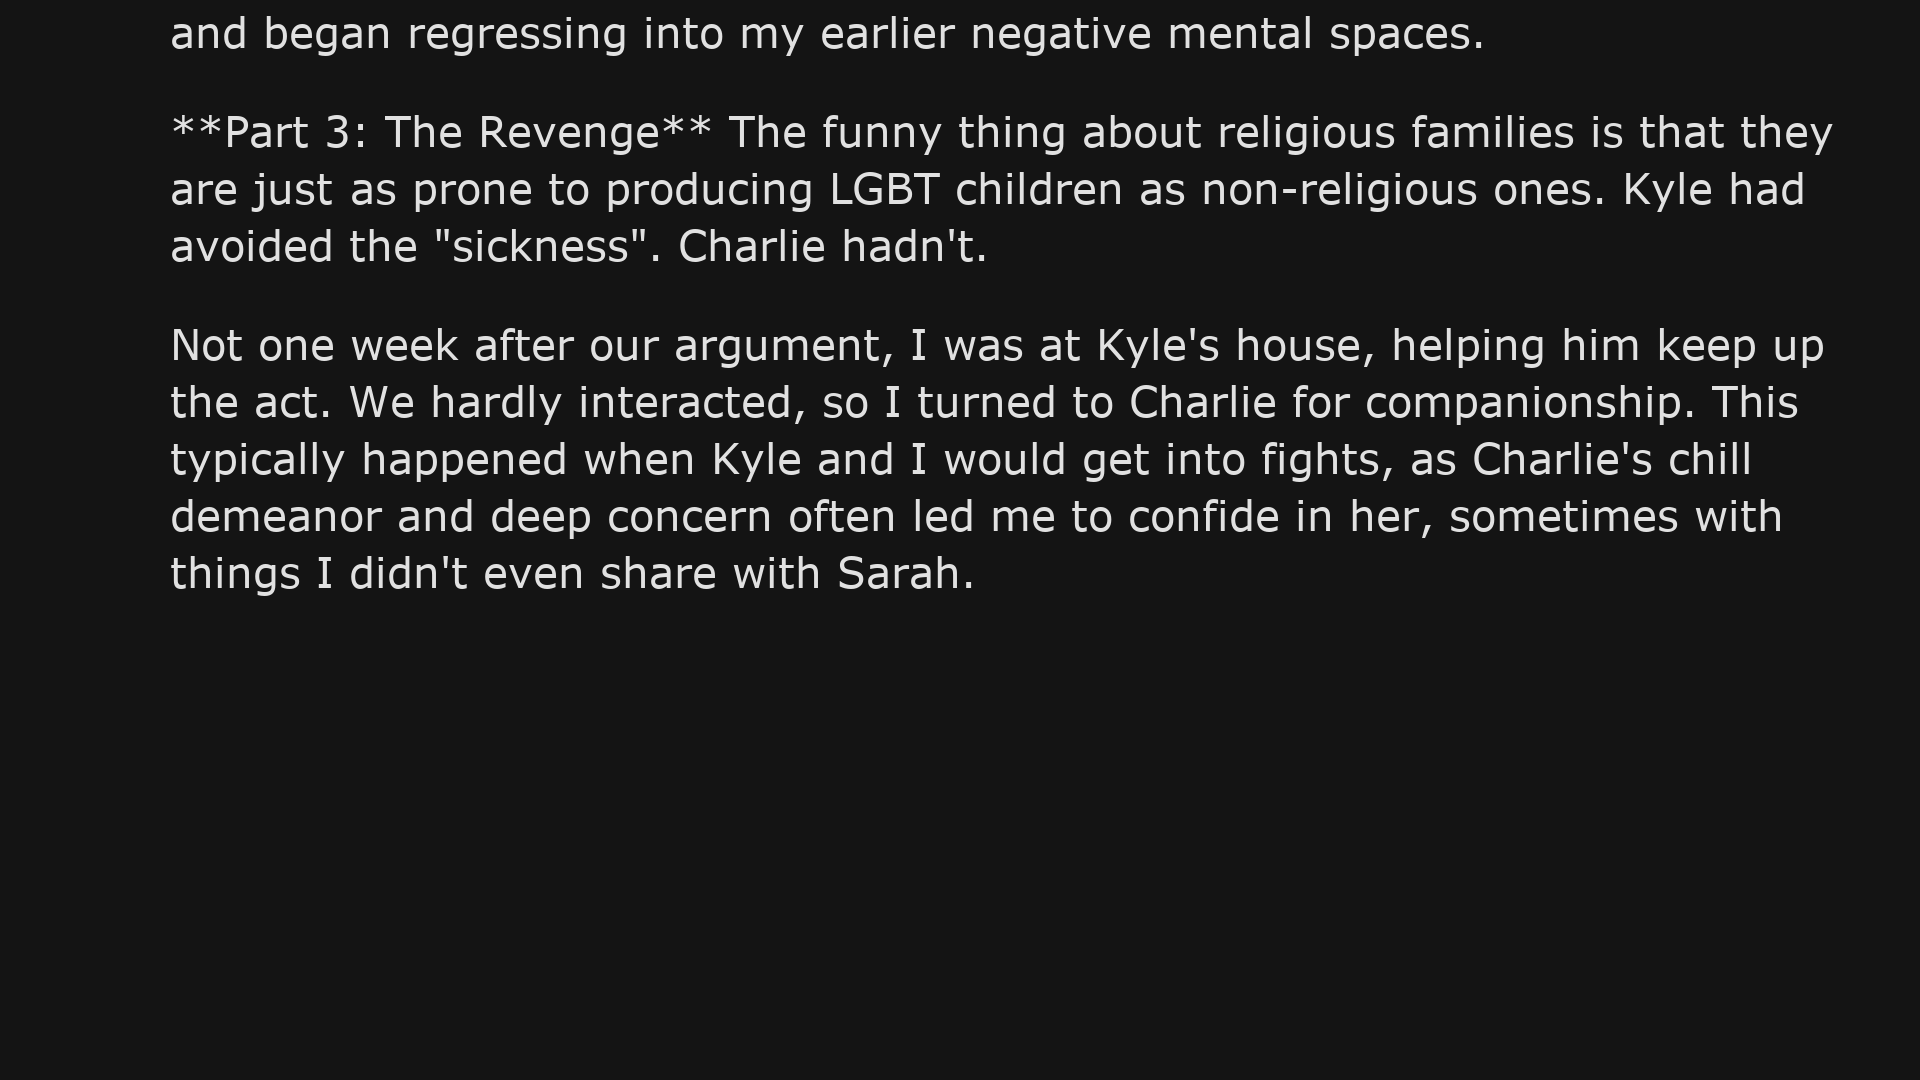 and began regressing into my earlier negative mental spaces.
**Part 3: The Revenge** The funny thing about religious families is that they
are just as prone to producing LGBT children as non-religious ones. Kyle had
avoided the "sickness". Charlie hadn't.
Not one week after our argument, I was at Kyle's house, helping him keep up
the act. We hardly interacted, so I turned to Charlie for companionship. This
typically happened when Kyle and I would get into fights, as Charlie's chill
demeanor and deep concern often led me to confide in her, sometimes with
things I didn't even share with Sarah.